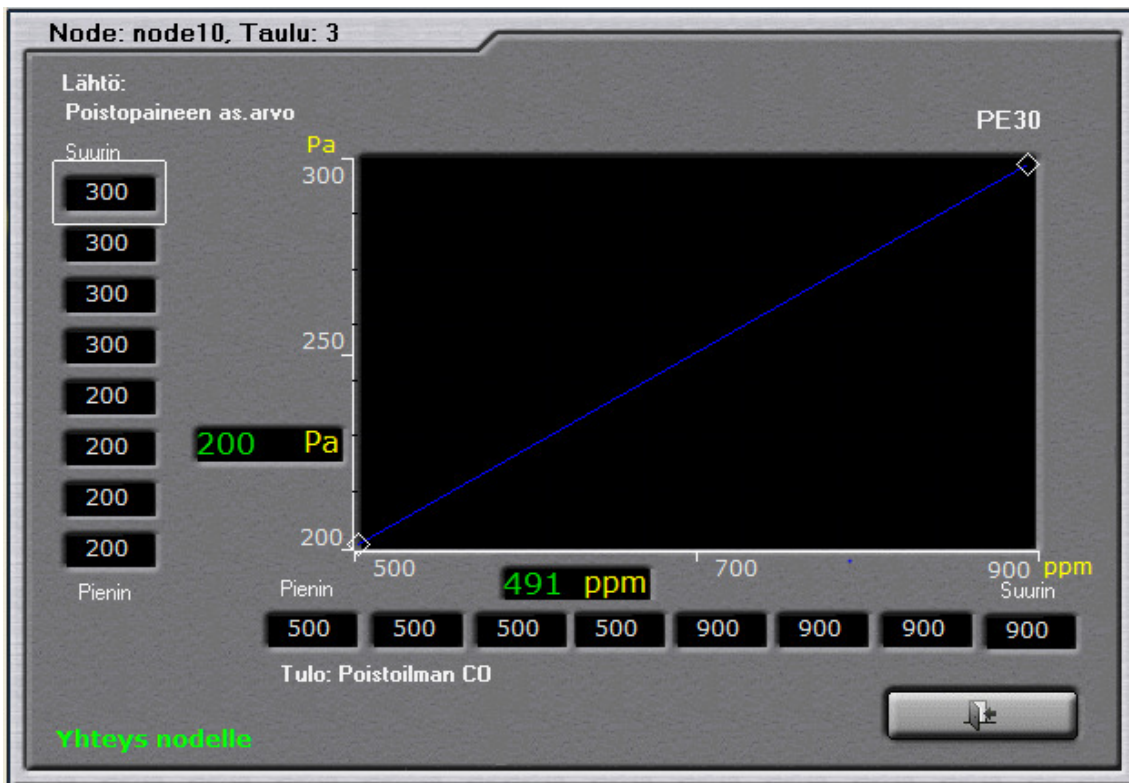 Node: node10, Taulu: 3
Lähtö:
Poistopaineen as.arvo
PE30
Suurin
Pa
300
300
300
300
300
250
200
200
200 Pa
200
200
200
Pienin
500
700
900 ppm
Pienin
491 ppm
Suurin
500 500 500 500 900 900 900 900
Tulo: Poistoilman CO
Yhteys nodelle